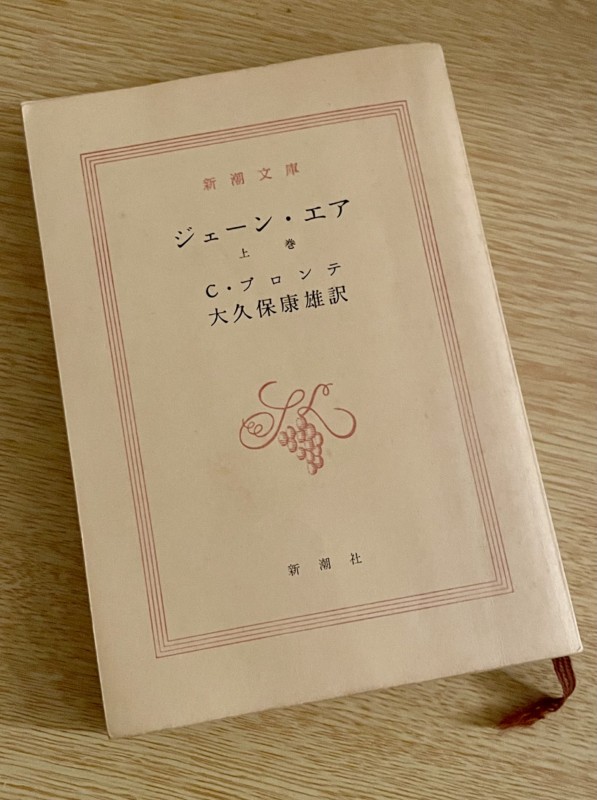 新潮文庫
ジェーン・エア
上巻
C・ブロンテ
大久保康雄訳
新潮社